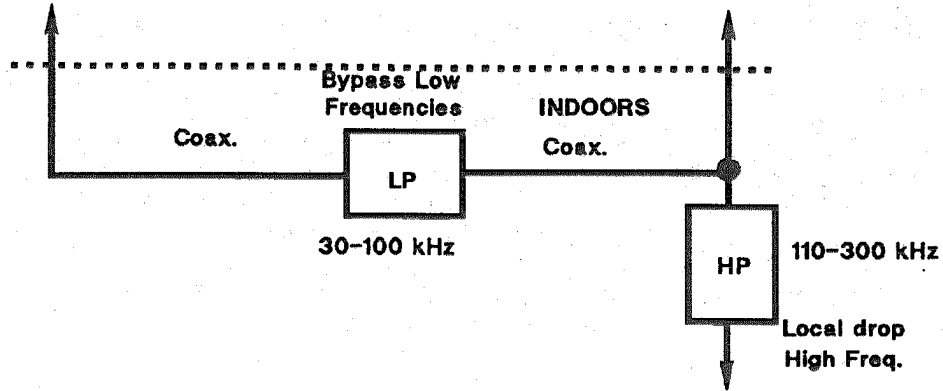 Bypass Low
Frequencies
INDOORS
Coax.
Coax.
LP
30-100 kHz
HP
110-300 kHz
Local drop
High Freq.